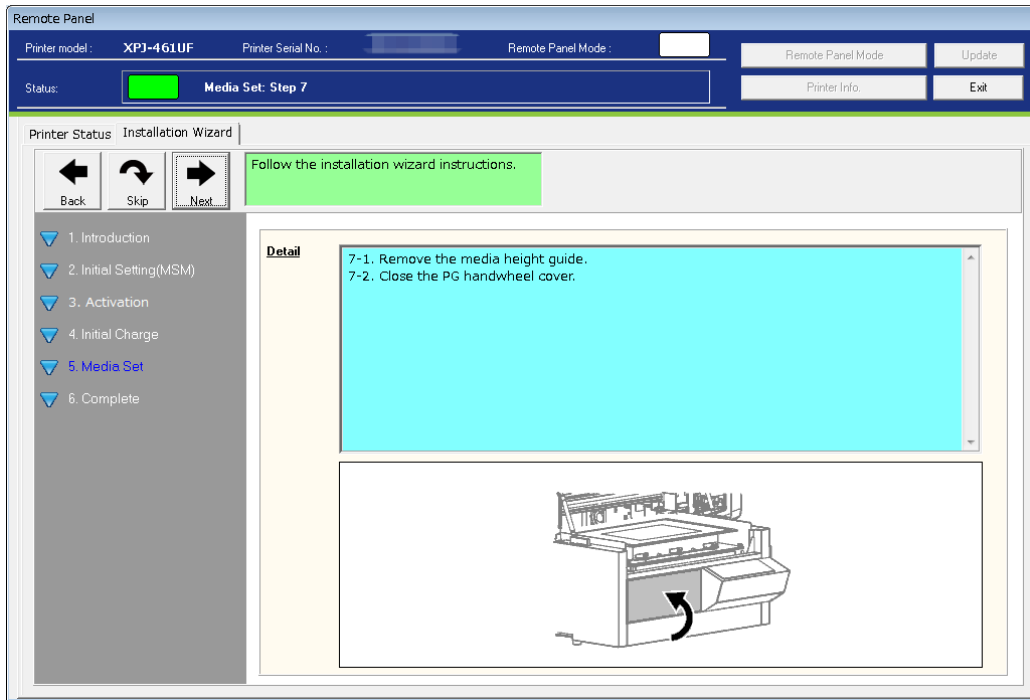 Remote Panel
Printer model : XPJ-461UF Printer Serial No. : Remote Panel Mode :
Remote Panel Mode Update
Status: Media Set: Step 7
Printer Info. Exit
Printer Status Installation Wizard
Back Skip Next
Follow the installation wizard instructions.
1. Introduction
2. Initial Setting(MSM)
3. Activation
4. Initial Charge
5. Media Set
6. Complete
Detail
7-1. Remove the media height guide.
7-2. Close the PG handwheel cover.